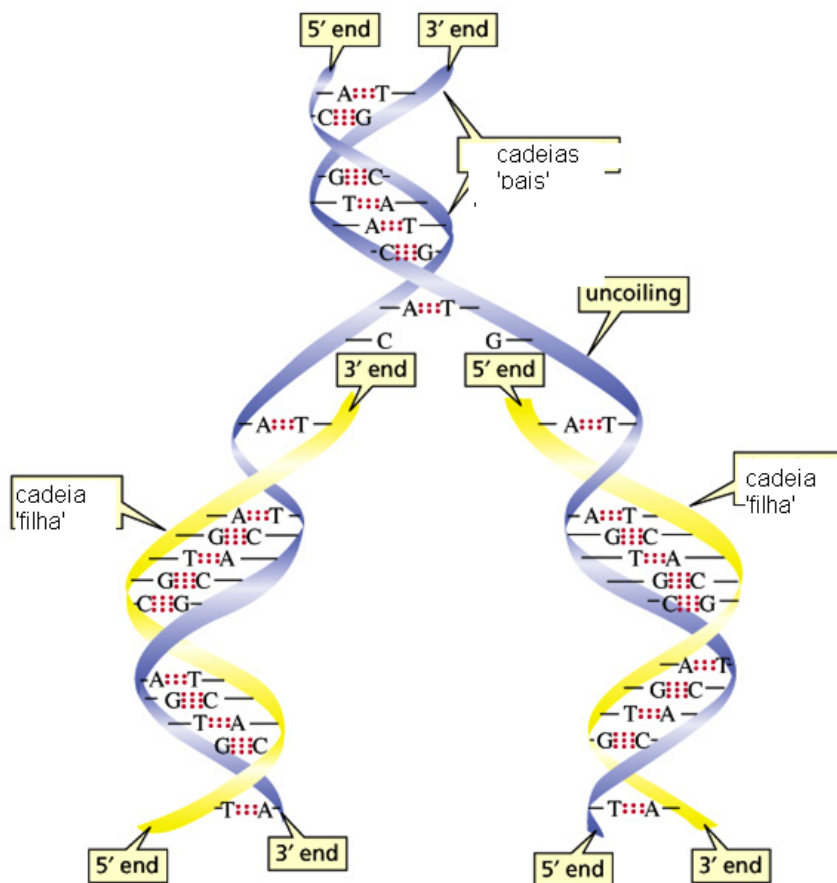 5′ end 3′ end
A T
C G
cadeias
'pais'
G C
T A
A T
C G
uncoiling
A T
C G
3′ end 5′ end
A T A T
cadeia
'filha'
cadeia
'filha'
A T A T
G C G C
T A T A
G C G C
C G C G
A T A T
G C G C
T A T A
G C G C
T A T A
5′ end 3′ end 5′ end 3′ end